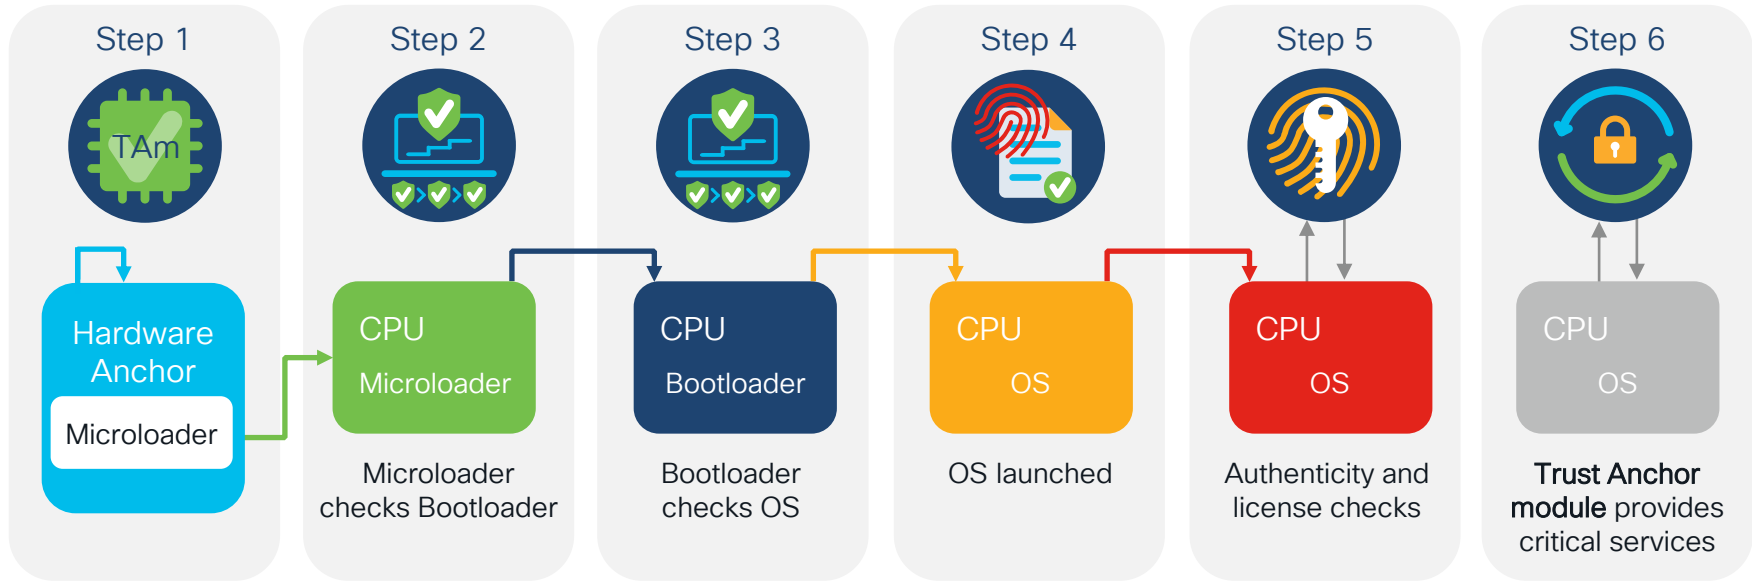 Step 1
TAm
Hardware
Anchor
Microloader
Step 2
CPU
Microloader
Microloader
checks Bootloader
Step 3
CPU
Bootloader
Bootloader
checks OS
Step 4
CPU
OS
OS launched
Step 5
CPU
OS
Authenticity and
license checks
Step 6
CPU
OS
Trust Anchor
module provides
critical services